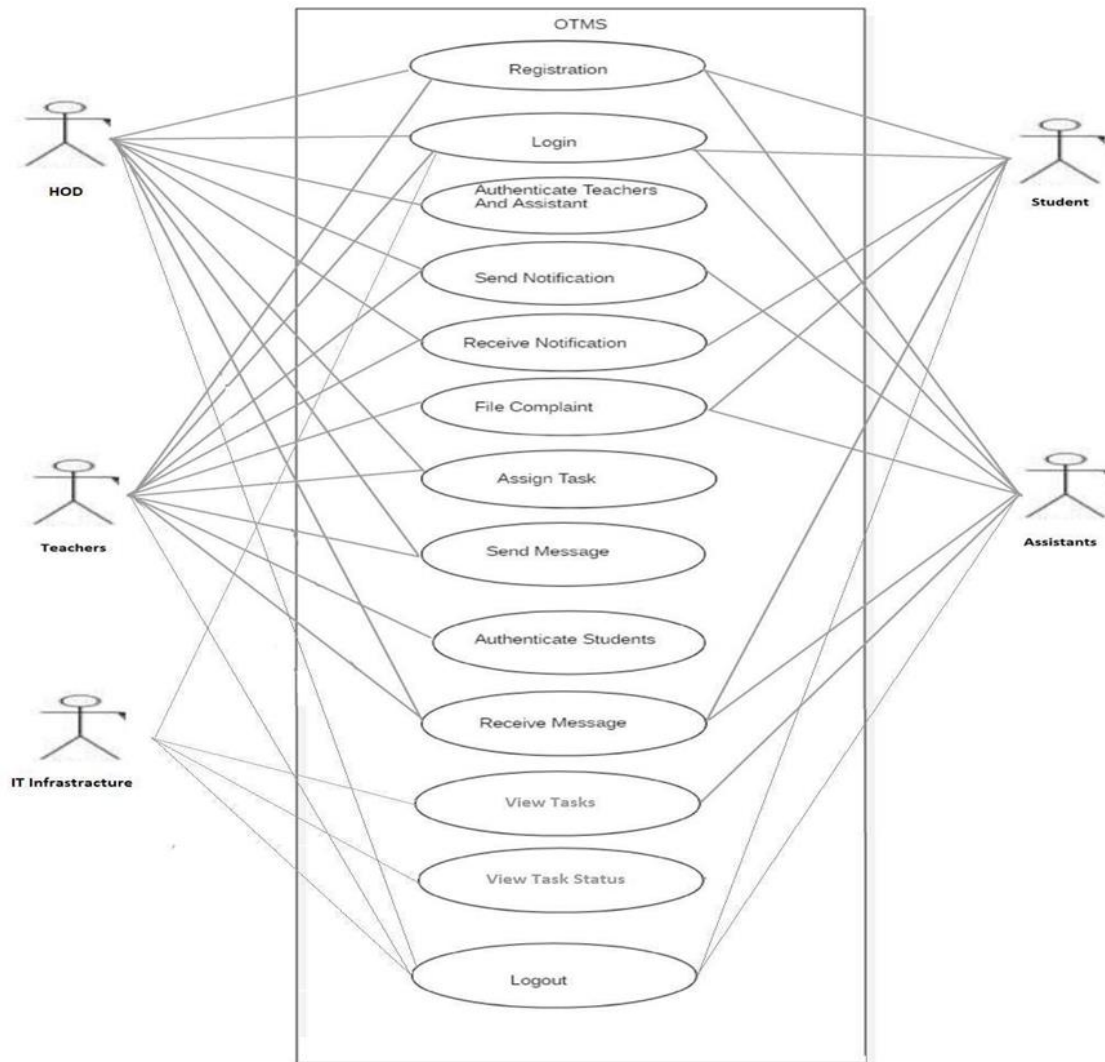 OTMS
Registration
Login
Authenticate Teachers
And Assistant
Send Notification
Receive Notification
File Complaint
Assign Task
Send Message
Authenticate Students
Receive Message
View Tasks
View Task Status
Logout
HOD
Teachers
IT Infrastracture
Student
Assistants